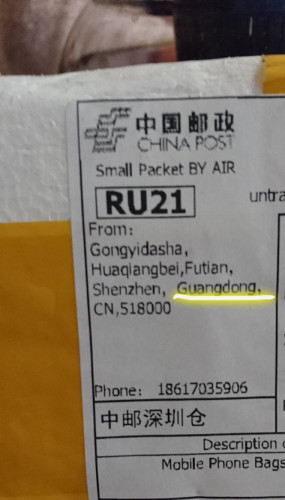 中国邮政
CHINA POST
Small Packet BY AIR
RU21
untra
From:
Gongyidasha,
Huaqiangbei,Futian,
Shenzhen, Guangdong,
CN,518000
Phone: 18617035906
中邮深圳仓
Description
Mobile Phone Bags